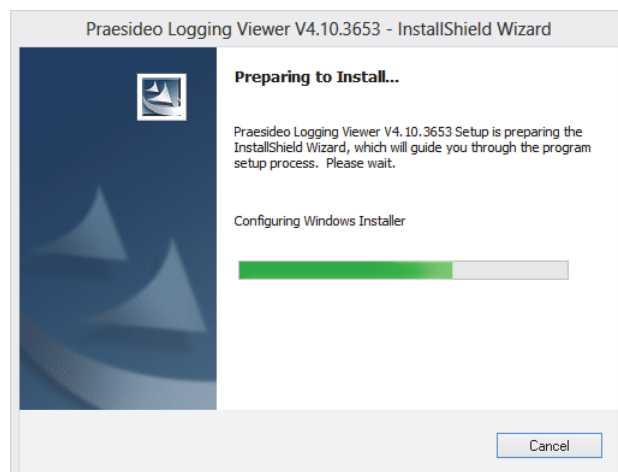 Praesideo Logging Viewer V4.10.3653 - InstallShield Wizard
Preparing to Install...
Praesideo Logging Viewer V4.10.3653 Setup is preparing the
InstallShield Wizard, which will guide you through the program
setup process. Please wait.
Configuring Windows Installer
Cancel